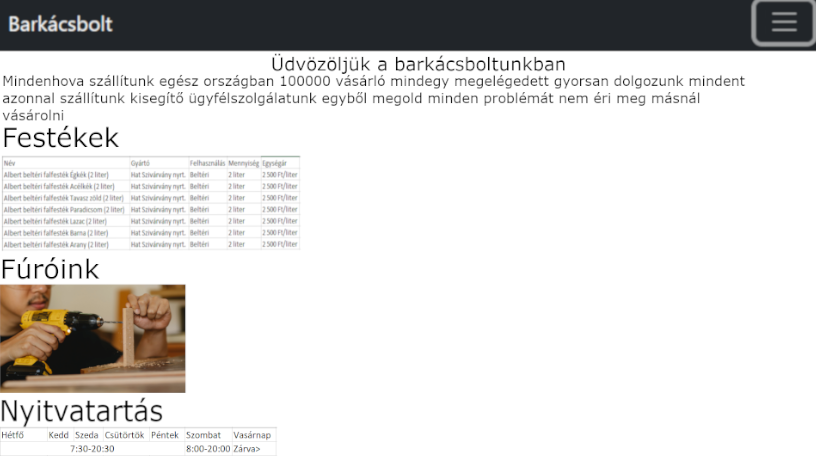 Barkácsbolt
Üdvözöljük a barkácsboltunkban
Mindenhova szállítunk egész országban 100000 vásárló mindegy megelégedett gyorsan dolgozunk mindent
azonnal szállítunk kisegítő ügyfélszolgálatunk egyből megold minden problémát nem éri meg másnál
vásárolni
Festékek
Név Gyártó Felhasználás Mennyiség Egységár
Albert beltéri falfesték Égkék (2 liter) Hat Szivárvány nyrt. Beltéri 2 liter 2 500 Ft/liter
Albert beltéri falfesték Acélkék (2 liter) Hat Szivárvány nyrt. Beltéri 2 liter 2 500 Ft/liter
Albert beltéri falfesték Tavasz zöld (2 liter) Hat Szivárvány nyrt. Beltéri 2 liter 2 500 Ft/liter
Albert beltéri falfesték Paradicsom (2 liter) Hat Szivárvány nyrt. Beltéri 2 liter 2 500 Ft/liter
Albert beltéri falfesték Lazac (2 liter) Hat Szivárvány nyrt. Beltéri 2 liter 2 500 Ft/liter
Albert beltéri falfesték Barna (2 liter) Hat Szivárvány nyrt. Beltéri 2 liter 2 500 Ft/liter
Albert beltéri falfesték Arany (2 liter) Hat Szivárvány nyrt. Beltéri 2 liter 2 500 Ft/liter
Fúróink
Nyitvatartás
Hétfő Kedd Szeda Csütörtök Péntek Szombat Vasárnap
7:30-20:30 8:00-20:00 Zárva>